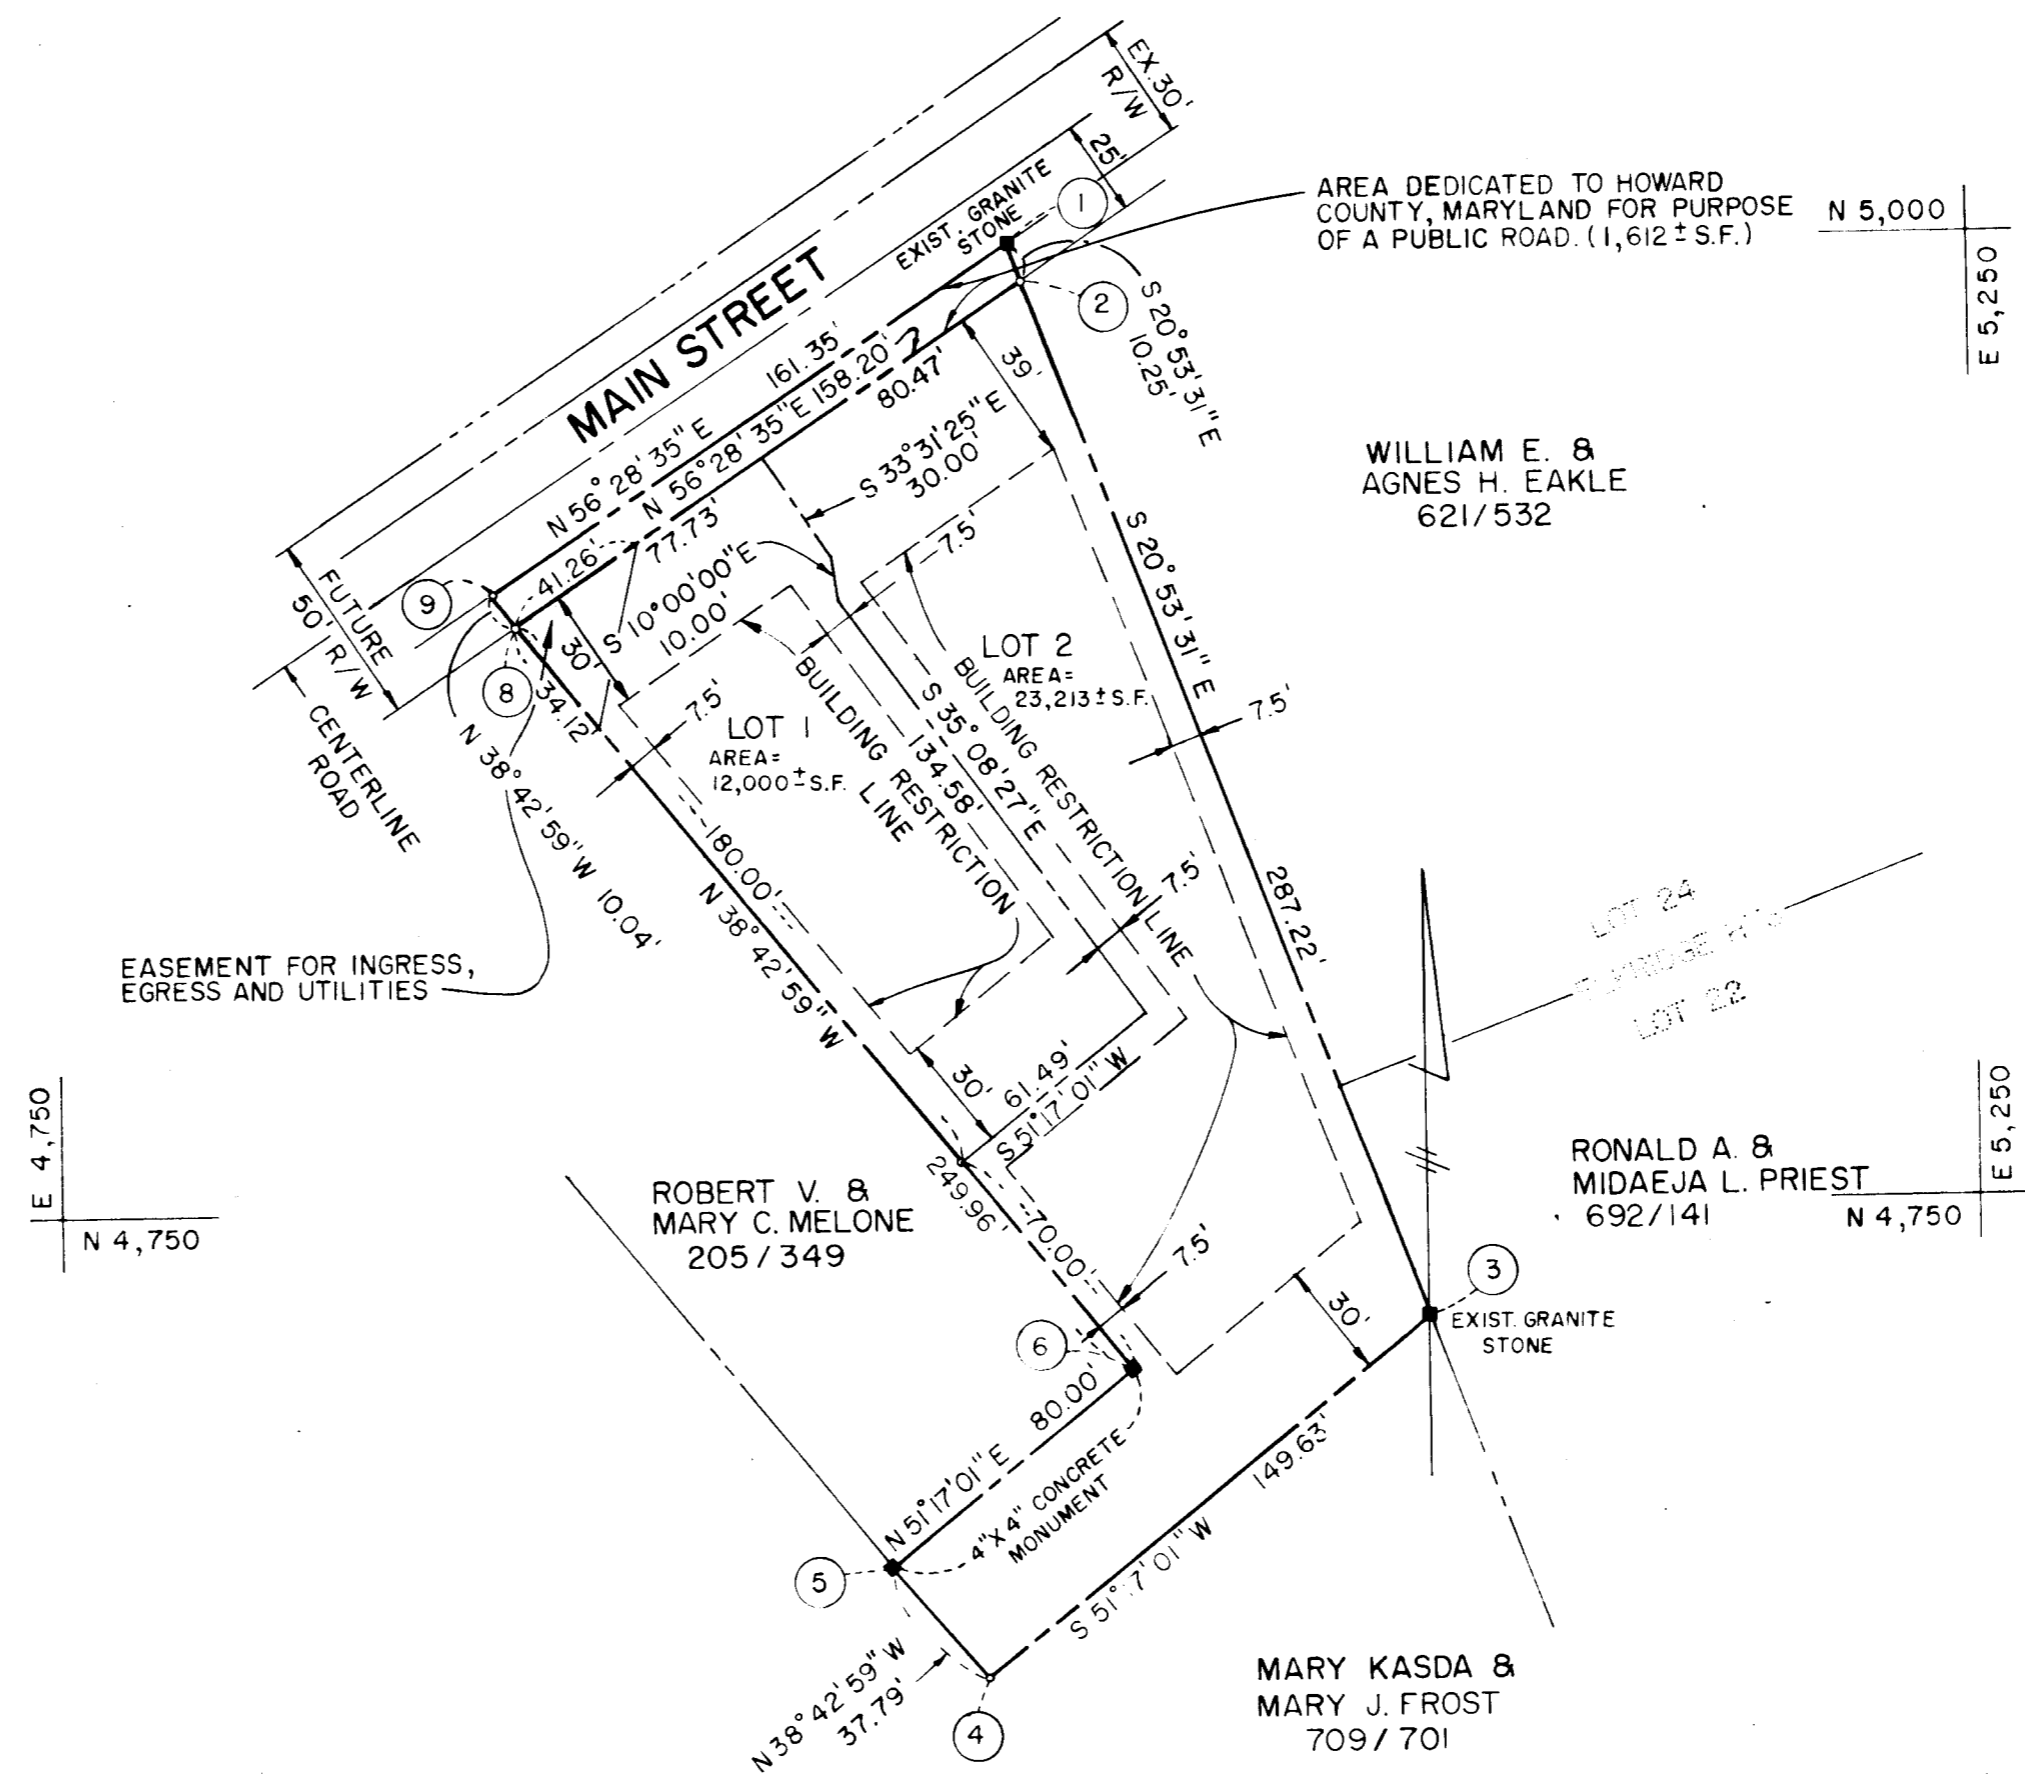 EX. 30'
R/W
25'
EXIST. GRANITE
STONE
1
AREA DEDICATED TO HOWARD
COUNTY, MARYLAND FOR PURPOSE
OF A PUBLIC ROAD. (1,612 ± S.F.)
N 5,000
E 5,250
MAIN STREET
2
S 20° 53' 31" E
10.25'
161.35'
N 56° 28' 35" E
N 56° 28' 35" E 158.20'
80.47'
77.73'
41.26'
39'
S 33° 31' 25" E
30.00'
WILLIAM E. &
AGNES H. EAKLE
621/532
7.5'
S 10° 00' 00" E
10.00'
S 20° 53' 31" E
287.22'
9
FUTURE
50' R/W
CENTERLINE
ROAD
8
30'
34.12'
N 38° 42' 59" W 10.04'
LOT 2
AREA=
23,213 ± S.F.
7.5'
7.5'
LOT 1
AREA=
12,000 ± S.F.
BUILDING RESTRICTION
LINE
BUILDING RESTRICTION LINE
S 35° 08' 27" E
134.58'
180.00'
N 38° 42' 59" W
7.5'
LOT 24
LOT 22
EASEMENT FOR INGRESS,
EGRESS AND UTILITIES
30'
61.49'
S 51° 17' 01" W
249.96'
70.00'
E 4,750
N 4,750
ROBERT V. &
MARY C. MELONE
205/349
RONALD A. &
MIDAEJA L. PRIEST
692/141
E 5,250
N 4,750
7.5'
30'
3
EXIST. GRANITE
STONE
6
80.00'
N 51° 17' 01" E
4" X 4" CONCRETE
MONUMENT
149.63'
S 51° 17' 01" W
5
N 38° 42' 59" W
37.79'
4
MARY KASDA &
MARY J. FROST
709/701